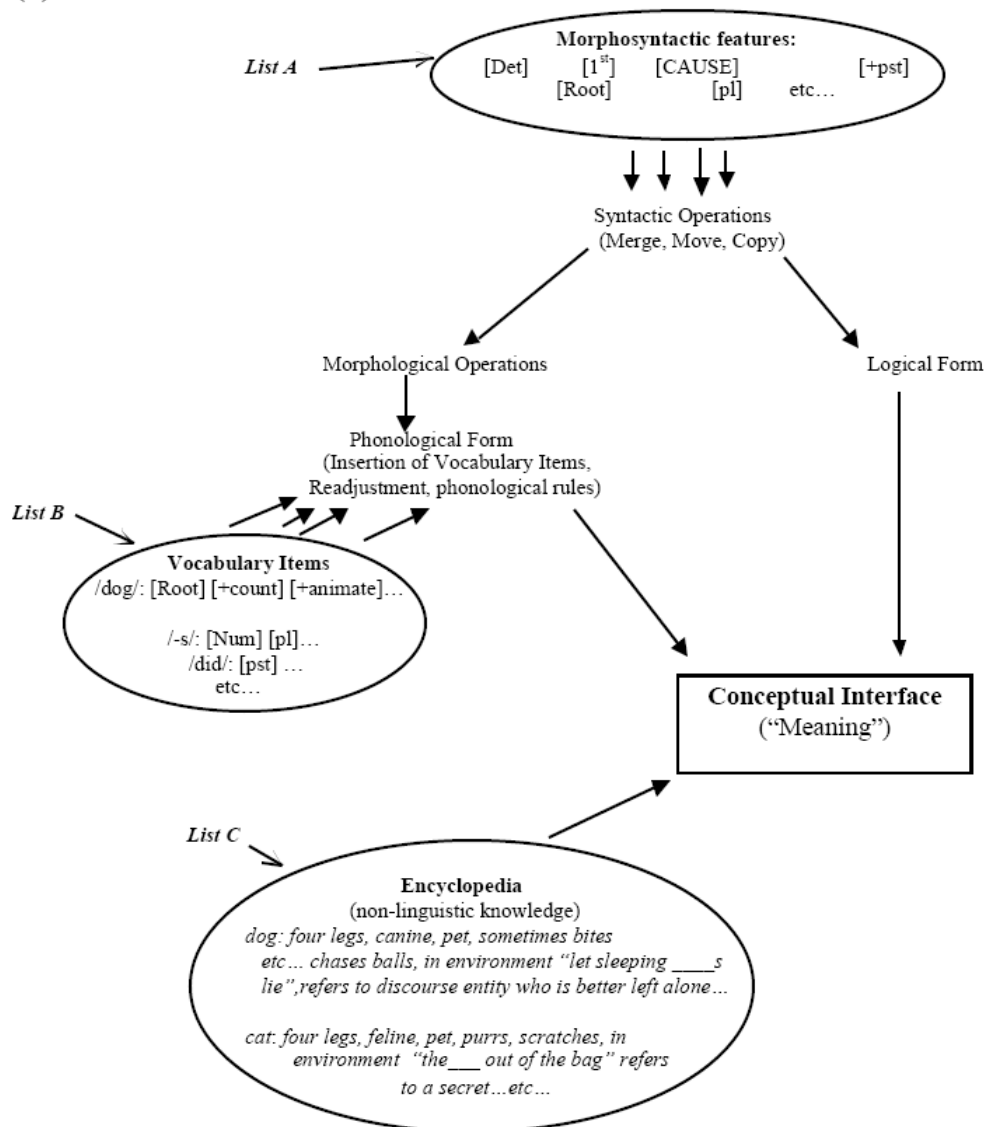 Morphosyntactic features:
List A
[Det] [1st] [CAUSE] [+pst]
[Root] [pl] etc…
Syntactic Operations
(Merge, Move, Copy)
Morphological Operations
Logical Form
Phonological Form
(Insertion of Vocabulary Items,
Readjustment, phonological rules)
List B
Vocabulary Items
/dog/: [Root] [+count] [+animate]…
/-s/: [Num] [pl]…
/did/: [pst] …
etc…
Conceptual Interface
(“Meaning”)
List C
Encyclopedia
(non-linguistic knowledge)
dog: four legs, canine, pet, sometimes bites
etc… chases balls, in environment “let sleeping ____s
lie”,refers to discourse entity who is better left alone…
cat: four legs, feline, pet, purrs, scratches, in
environment “the___ out of the bag” refers
to a secret…etc…